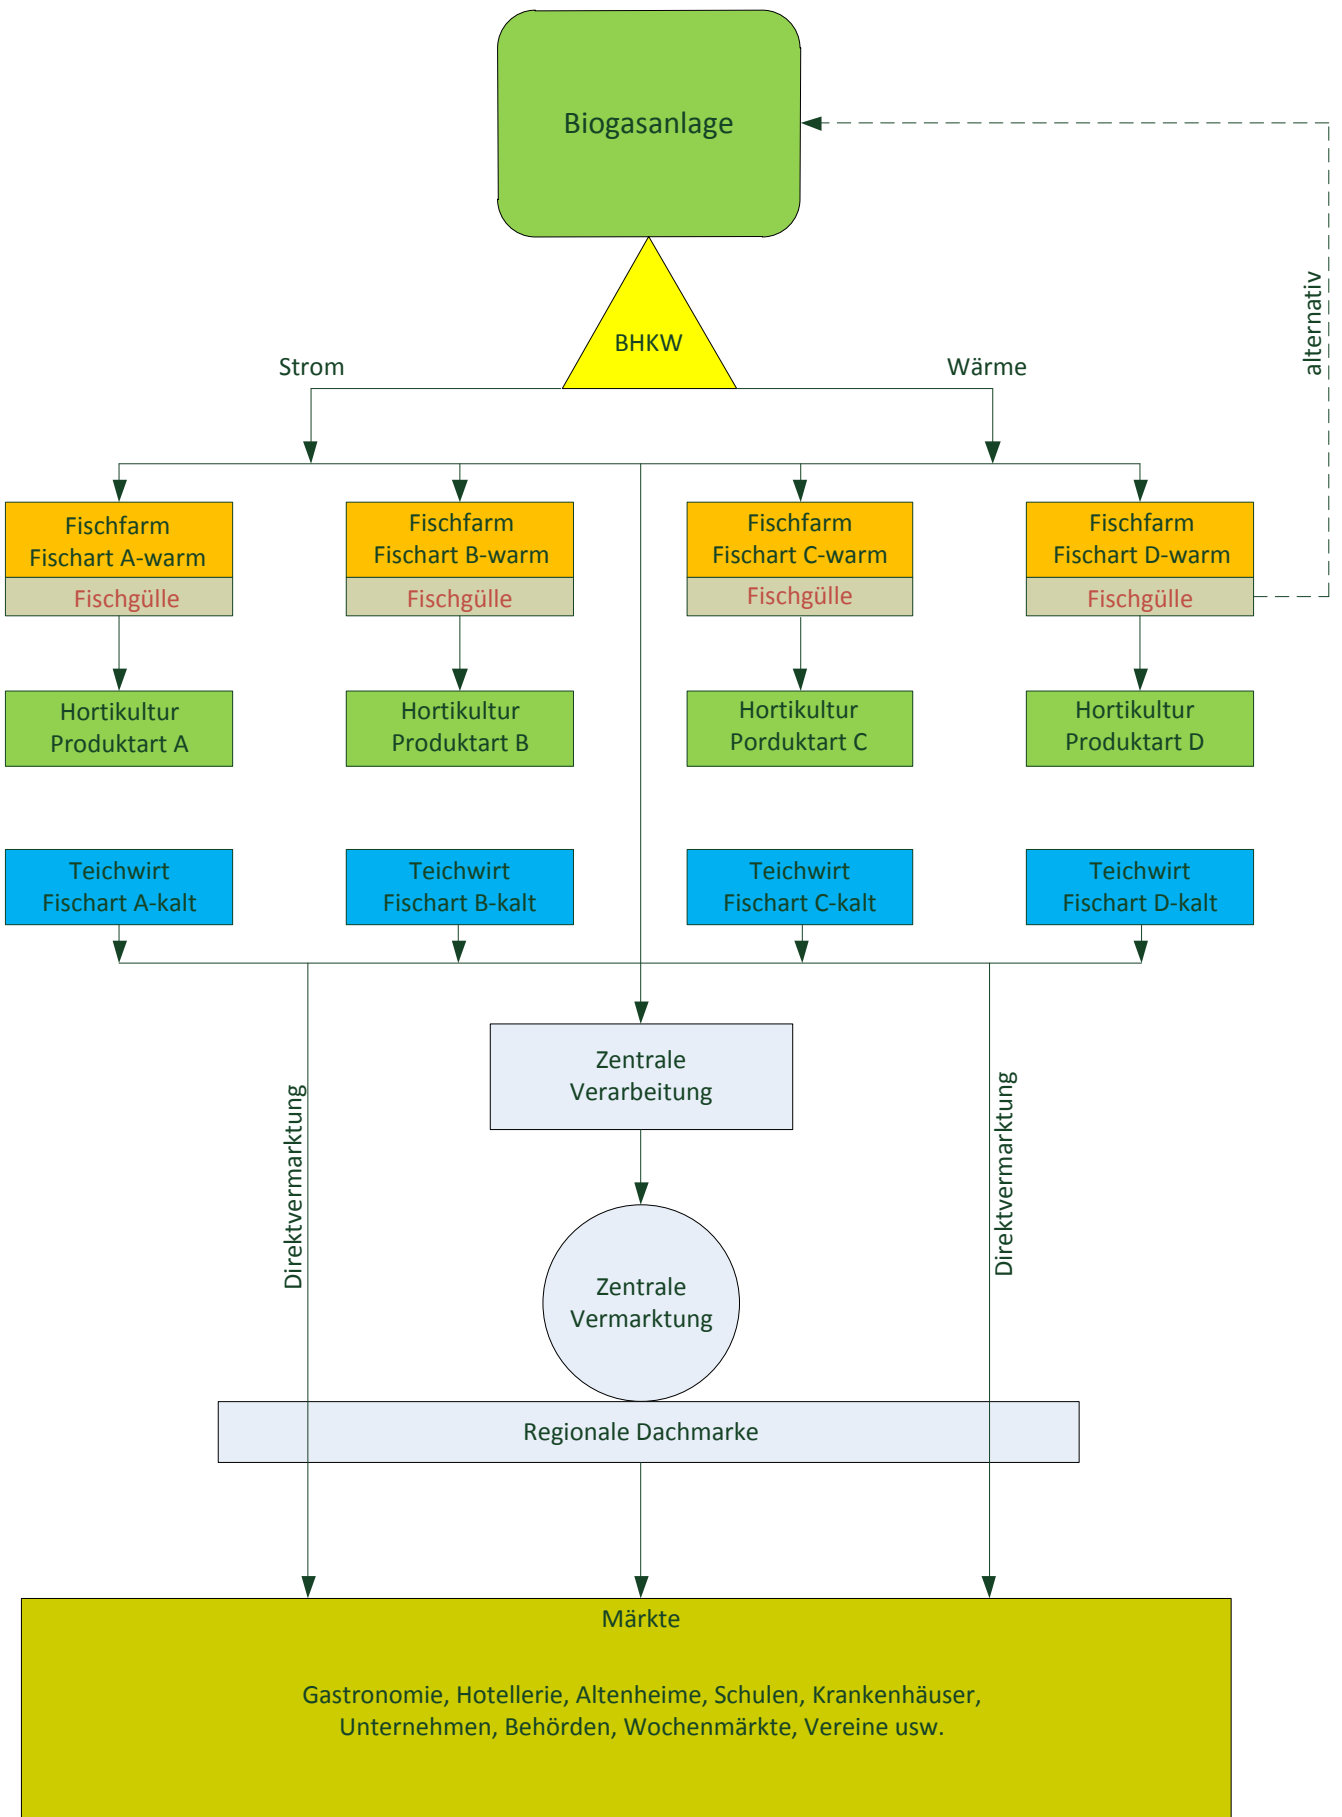 Biogasanlage
alternativ
BHKW
Strom
Wärme
Fischfarm
Fischart A-warm
Fischgülle
Fischfarm
Fischart B-warm
Fischgülle
Fischfarm
Fischart C-warm
Fischgülle
Fischfarm
Fischart D-warm
Fischgülle
Hortikultur
Produktart A
Hortikultur
Produktart B
Hortikultur
Porduktart C
Hortikultur
Produktart D
Teichwirt
Fischart A-kalt
Teichwirt
Fischart B-kalt
Teichwirt
Fischart C-kalt
Teichwirt
Fischart D-kalt
Zentrale
Verarbeitung
Direktvermarktung
Direktvermarktung
Zentrale
Vermarktung
Regionale Dachmarke
Märkte
Gastronomie, Hotellerie, Altenheime, Schulen, Krankenhäuser,
Unternehmen, Behörden, Wochenmärkte, Vereine usw.